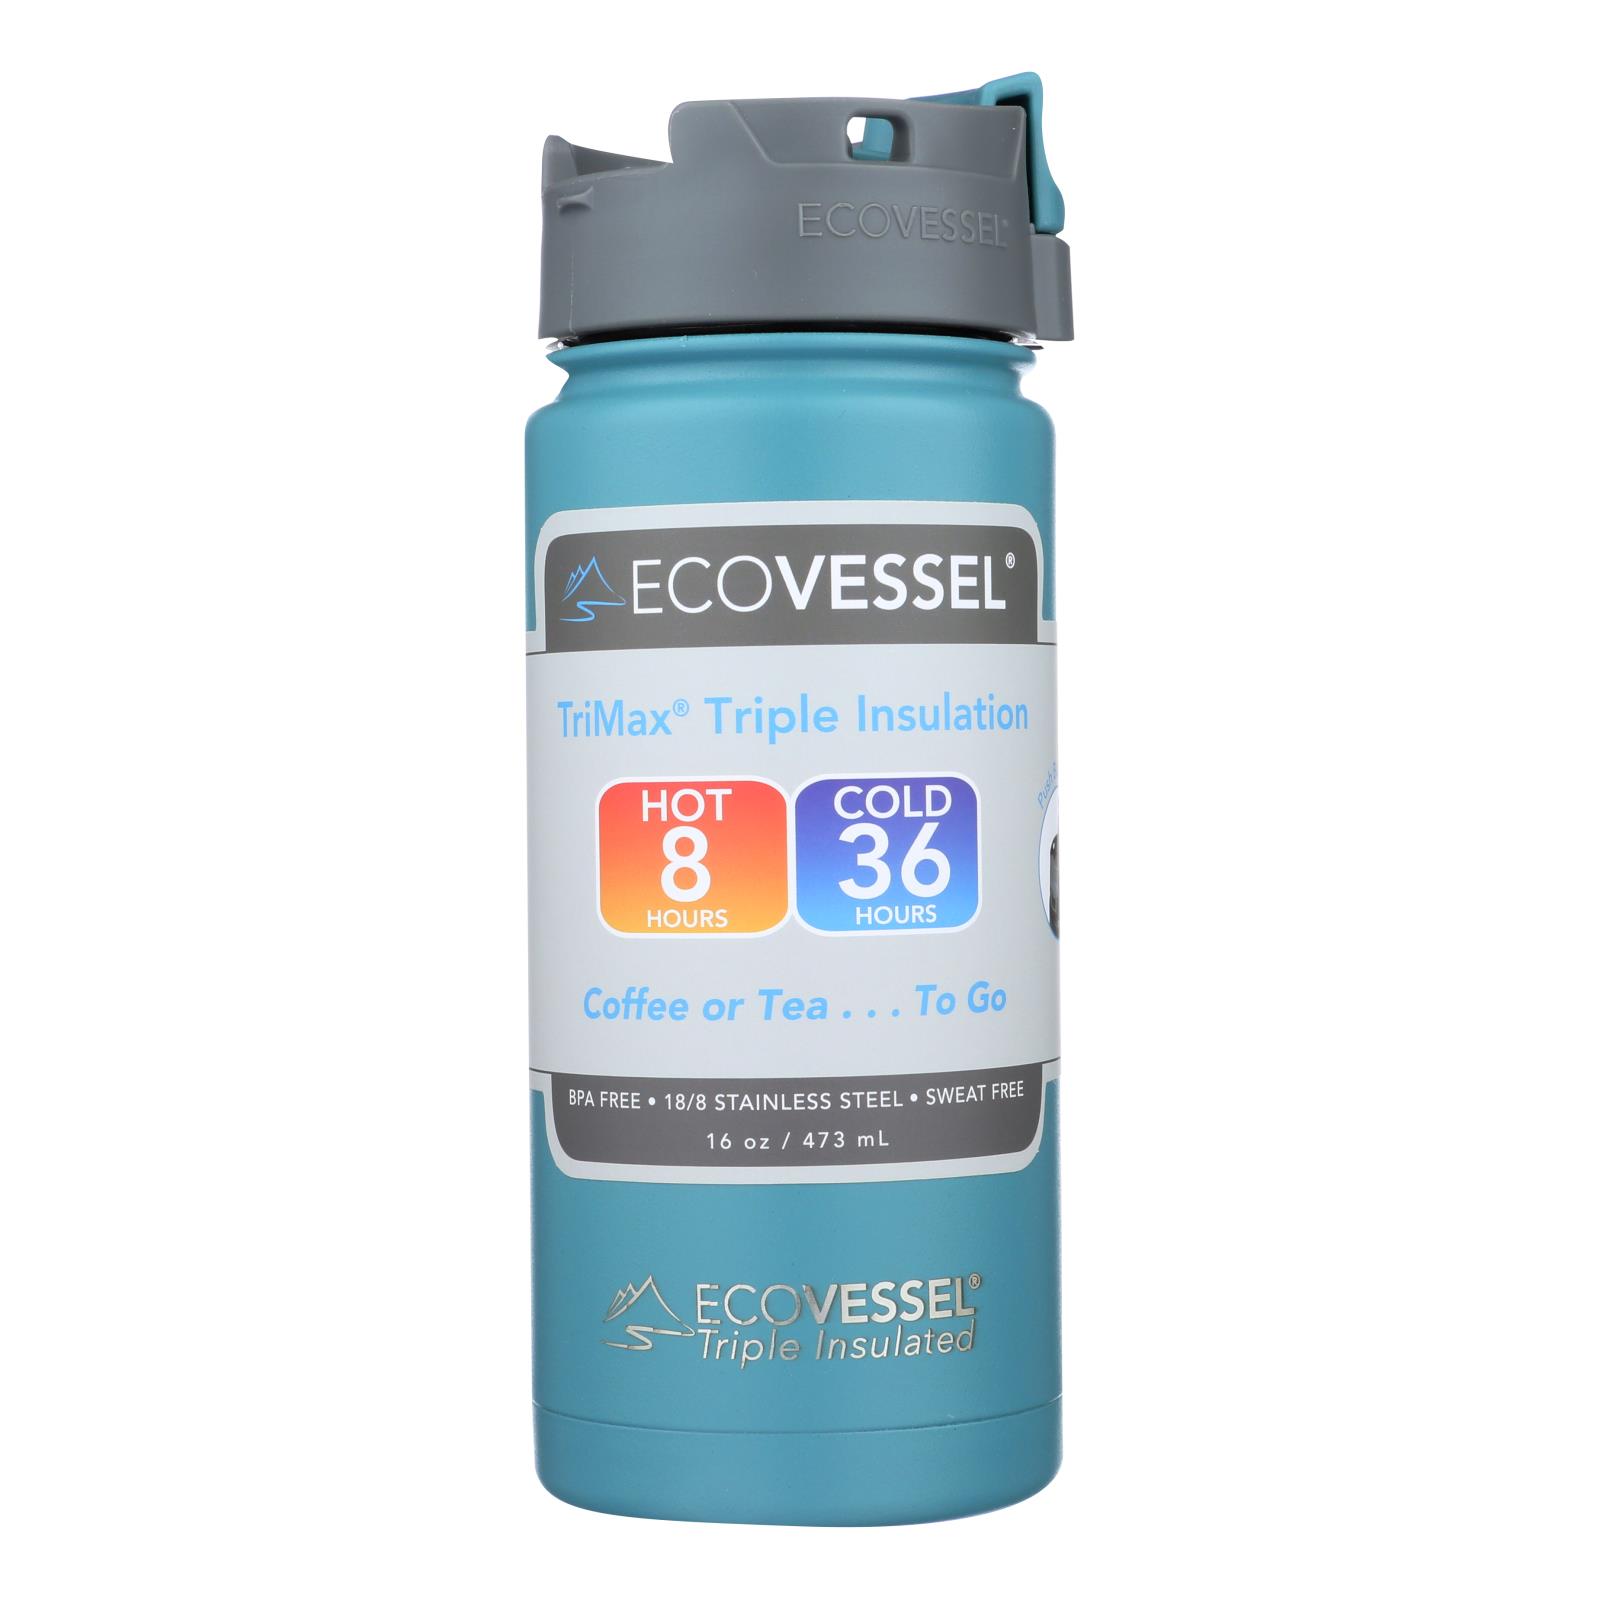 ECOVESSEL
ECOVESSEL®
TriMax® Triple Insulation
HOT
8
HOURS
COLD
36
HOURS
Coffee or Tea . . . To Go
BPA FREE • 18/8 STAINLESS STEEL • SWEAT FREE
16 oz / 473 mL
ECOVESSEL®
Triple Insulated
Push